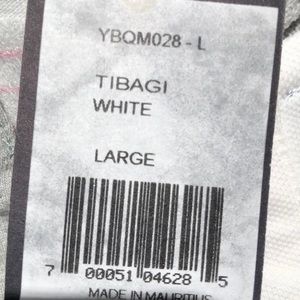 YBQM028 - L
TIBAGI
WHITE
LARGE
7 00051 04628 5
MADE IN MAURITIUS